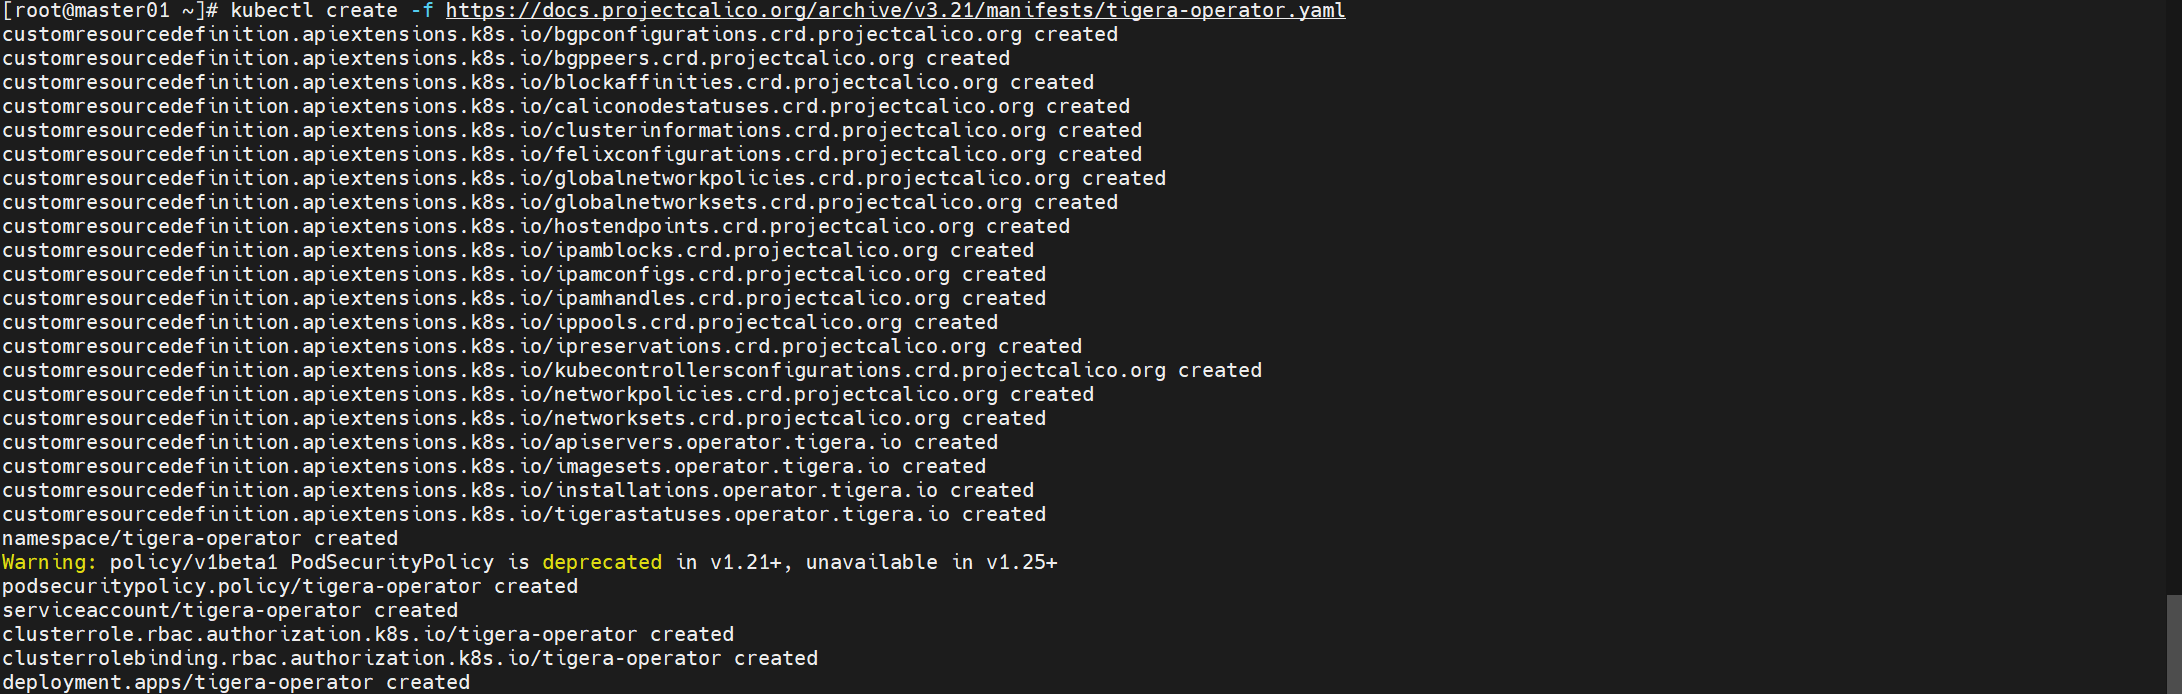 [root@master01 ~]# kubectl create -f https://docs.projectcalico.org/archive/v3.21/manifests/tigera-operator.yaml
customresourcedefinition.apiextensions.k8s.io/bgpconfigurations.crd.projectcalico.org created
customresourcedefinition.apiextensions.k8s.io/bgppeers.crd.projectcalico.org created
customresourcedefinition.apiextensions.k8s.io/blockaffinities.crd.projectcalico.org created
customresourcedefinition.apiextensions.k8s.io/caliconodestatuses.crd.projectcalico.org created
customresourcedefinition.apiextensions.k8s.io/clusterinformations.crd.projectcalico.org created
customresourcedefinition.apiextensions.k8s.io/felixconfigurations.crd.projectcalico.org created
customresourcedefinition.apiextensions.k8s.io/globalnetworkpolicies.crd.projectcalico.org created
customresourcedefinition.apiextensions.k8s.io/globalnetworksets.crd.projectcalico.org created
customresourcedefinition.apiextensions.k8s.io/hostendpoints.crd.projectcalico.org created
customresourcedefinition.apiextensions.k8s.io/ipamblocks.crd.projectcalico.org created
customresourcedefinition.apiextensions.k8s.io/ipamconfigs.crd.projectcalico.org created
customresourcedefinition.apiextensions.k8s.io/ipamhandles.crd.projectcalico.org created
customresourcedefinition.apiextensions.k8s.io/ippools.crd.projectcalico.org created
customresourcedefinition.apiextensions.k8s.io/ipreservations.crd.projectcalico.org created
customresourcedefinition.apiextensions.k8s.io/kubecontrollersconfigurations.crd.projectcalico.org created
customresourcedefinition.apiextensions.k8s.io/networkpolicies.crd.projectcalico.org created
customresourcedefinition.apiextensions.k8s.io/networksets.crd.projectcalico.org created
customresourcedefinition.apiextensions.k8s.io/apiservers.operator.tigera.io created
customresourcedefinition.apiextensions.k8s.io/imagesets.operator.tigera.io created
customresourcedefinition.apiextensions.k8s.io/installations.operator.tigera.io created
customresourcedefinition.apiextensions.k8s.io/tigerastatuses.operator.tigera.io created
namespace/tigera-operator created
Warning: policy/v1beta1 PodSecurityPolicy is deprecated in v1.21+, unavailable in v1.25+
podsecuritypolicy.policy/tigera-operator created
serviceaccount/tigera-operator created
clusterrole.rbac.authorization.k8s.io/tigera-operator created
clusterrolebinding.rbac.authorization.k8s.io/tigera-operator created
deployment.apps/tigera-operator created